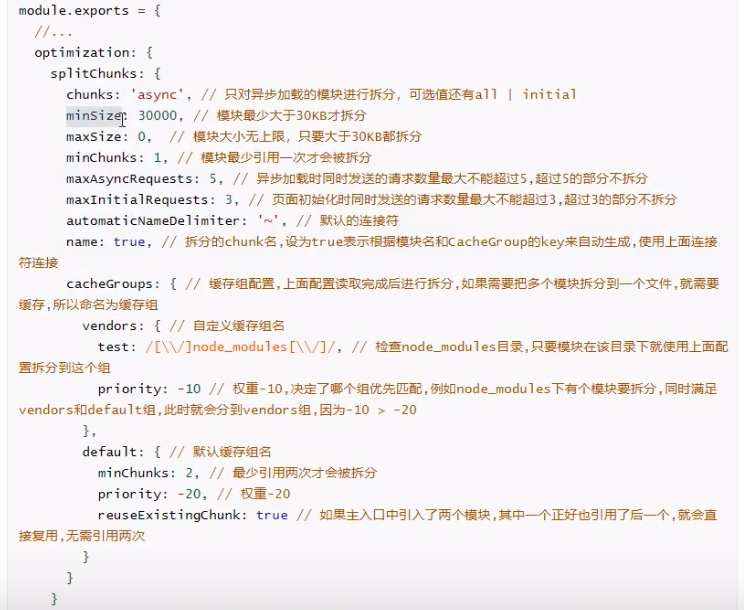 module.exports = {
//...
optimization: {
splitChunks: {
chunks: 'async', // 只对异步加载的模块进行拆分，可选值还有all | initial
minSize: 30000, // 模块最少大于30KB才拆分
maxSize: 0, // 模块大小无上限，只要大于30KB都拆分
minChunks: 1, // 模块最少引用一次才会被拆分
maxAsyncRequests: 5, // 异步加载时同时发送的请求数量最大不能超过5,超过5的部分不拆分
maxInitialRequests: 3, // 页面初始化时同时发送的请求数量最大不能超过3,超过3的部分不拆分
automaticNameDelimiter: '~', // 默认的连接符
name: true, // 拆分的chunk名,设为true表示根据模块名和CacheGroup的key来自动生成,使用上面连接
符连接
cacheGroups: { // 缓存组配置,上面配置读取完成后进行拆分,如果需要把多个模块拆分到一个文件,就需要
缓存,所以命名为缓存组
vendors: { // 自定义缓存组名
test: /[\\/]node_modules[\\/]/, // 检查node_modules目录,只要模块在该目录下就使用上面配
置拆分到这个组
priority: -10 // 权重-10,决定了哪个组优先匹配,例如node_modules下有个模块要拆分,同时满足
vendors和default组,此时就会分到vendors组,因为-10 > -20
},
default: { // 默认缓存组名
minChunks: 2, // 最少引用两次才会被拆分
priority: -20, // 权重-20
reuseExistingChunk: true // 如果主入口中引入了两个模块,其中一个正好也引用了后一个,就会直
接复用,无需引用两次
}
}
}